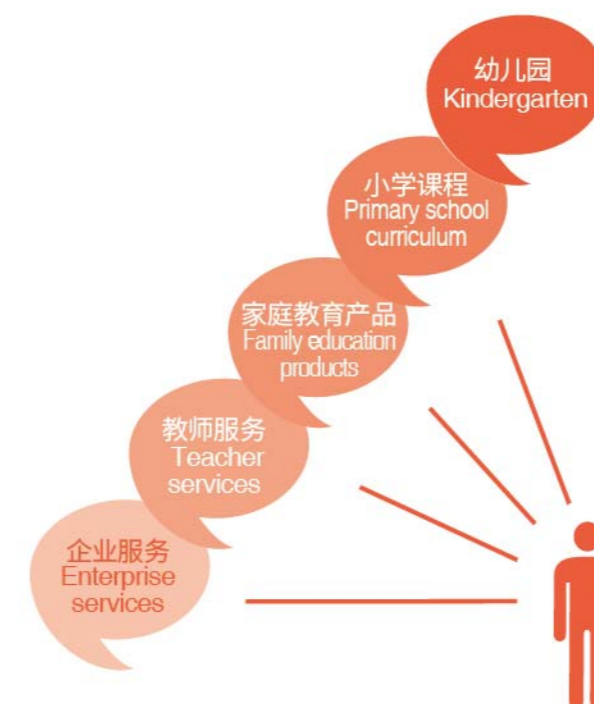 幼儿园
Kindergarten
小学课程
Primary school
curriculum
家庭教育产品
Family education
products
教师服务
Teacher
services
企业服务
Enterprise
services